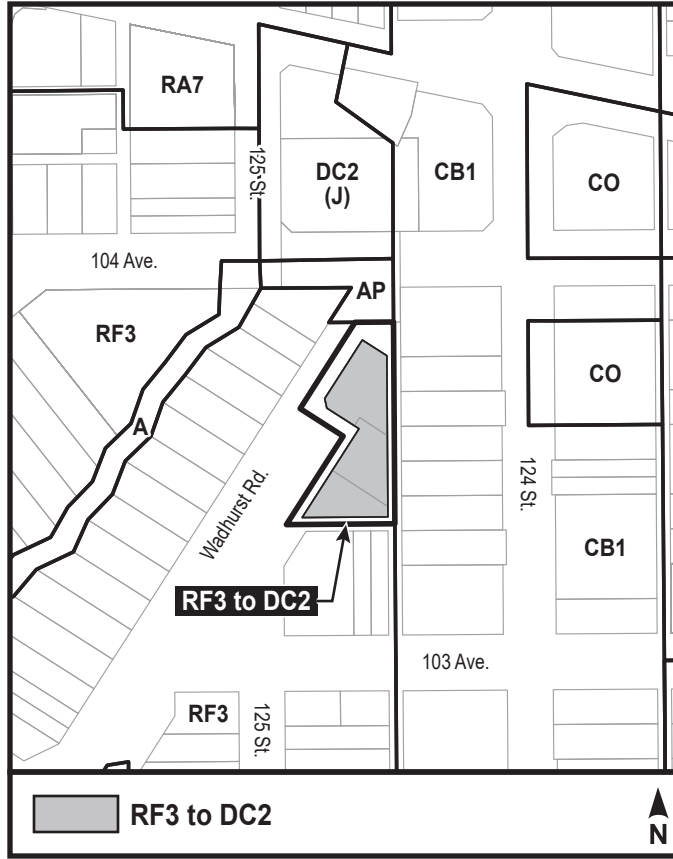 RA7
125 St.
DC2
(J)
CB1
CO
104 Ave.
AP
RF3
CO
A
Wadhurst Rd.
124 St.
CB1
RF3 to DC2
103 Ave.
RF3
125 St.
RF3 to DC2
N